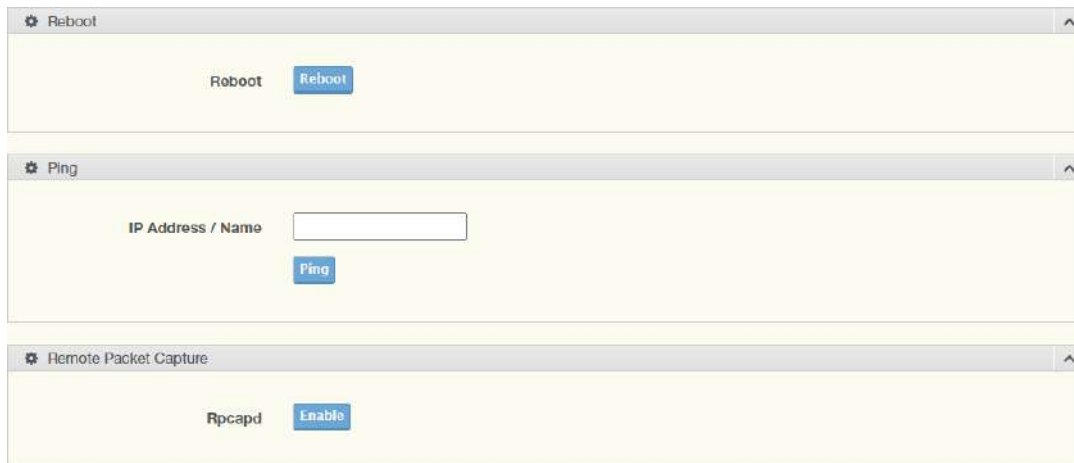 Reboot
Reboot Reboot
Ping
IP Address / Name
Ping
Remote Packet Capture
Rpcapd Enable